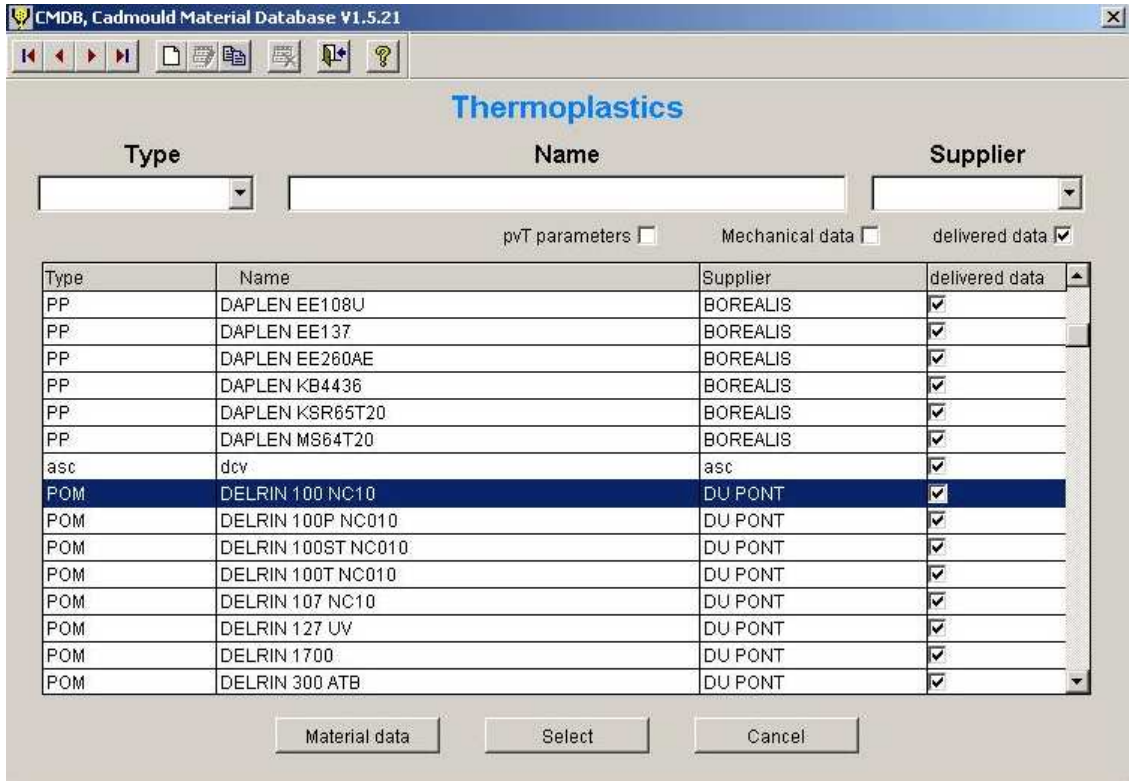 CMDB, Cadmould Material Database V1.5.21
Thermoplastics
Type Name Supplier
pvT parameters Mechanical data delivered data
Type Name Supplier delivered data
PP DAPLEN EE108U BOREALIS
PP DAPLEN EE137 BOREALIS
PP DAPLEN EE260AE BOREALIS
PP DAPLEN KB4436 BOREALIS
PP DAPLEN KSR65T20 BOREALIS
PP DAPLEN MS64T20 BOREALIS
asc dcv asc
POM DELRIN 100 NC10 DU PONT
POM DELRIN 100P NC010 DU PONT
POM DELRIN 100ST NC010 DU PONT
POM DELRIN 100T NC010 DU PONT
POM DELRIN 107 NC10 DU PONT
POM DELRIN 127 UV DU PONT
POM DELRIN 1700 DU PONT
POM DELRIN 300 ATB DU PONT
Material data Select Cancel